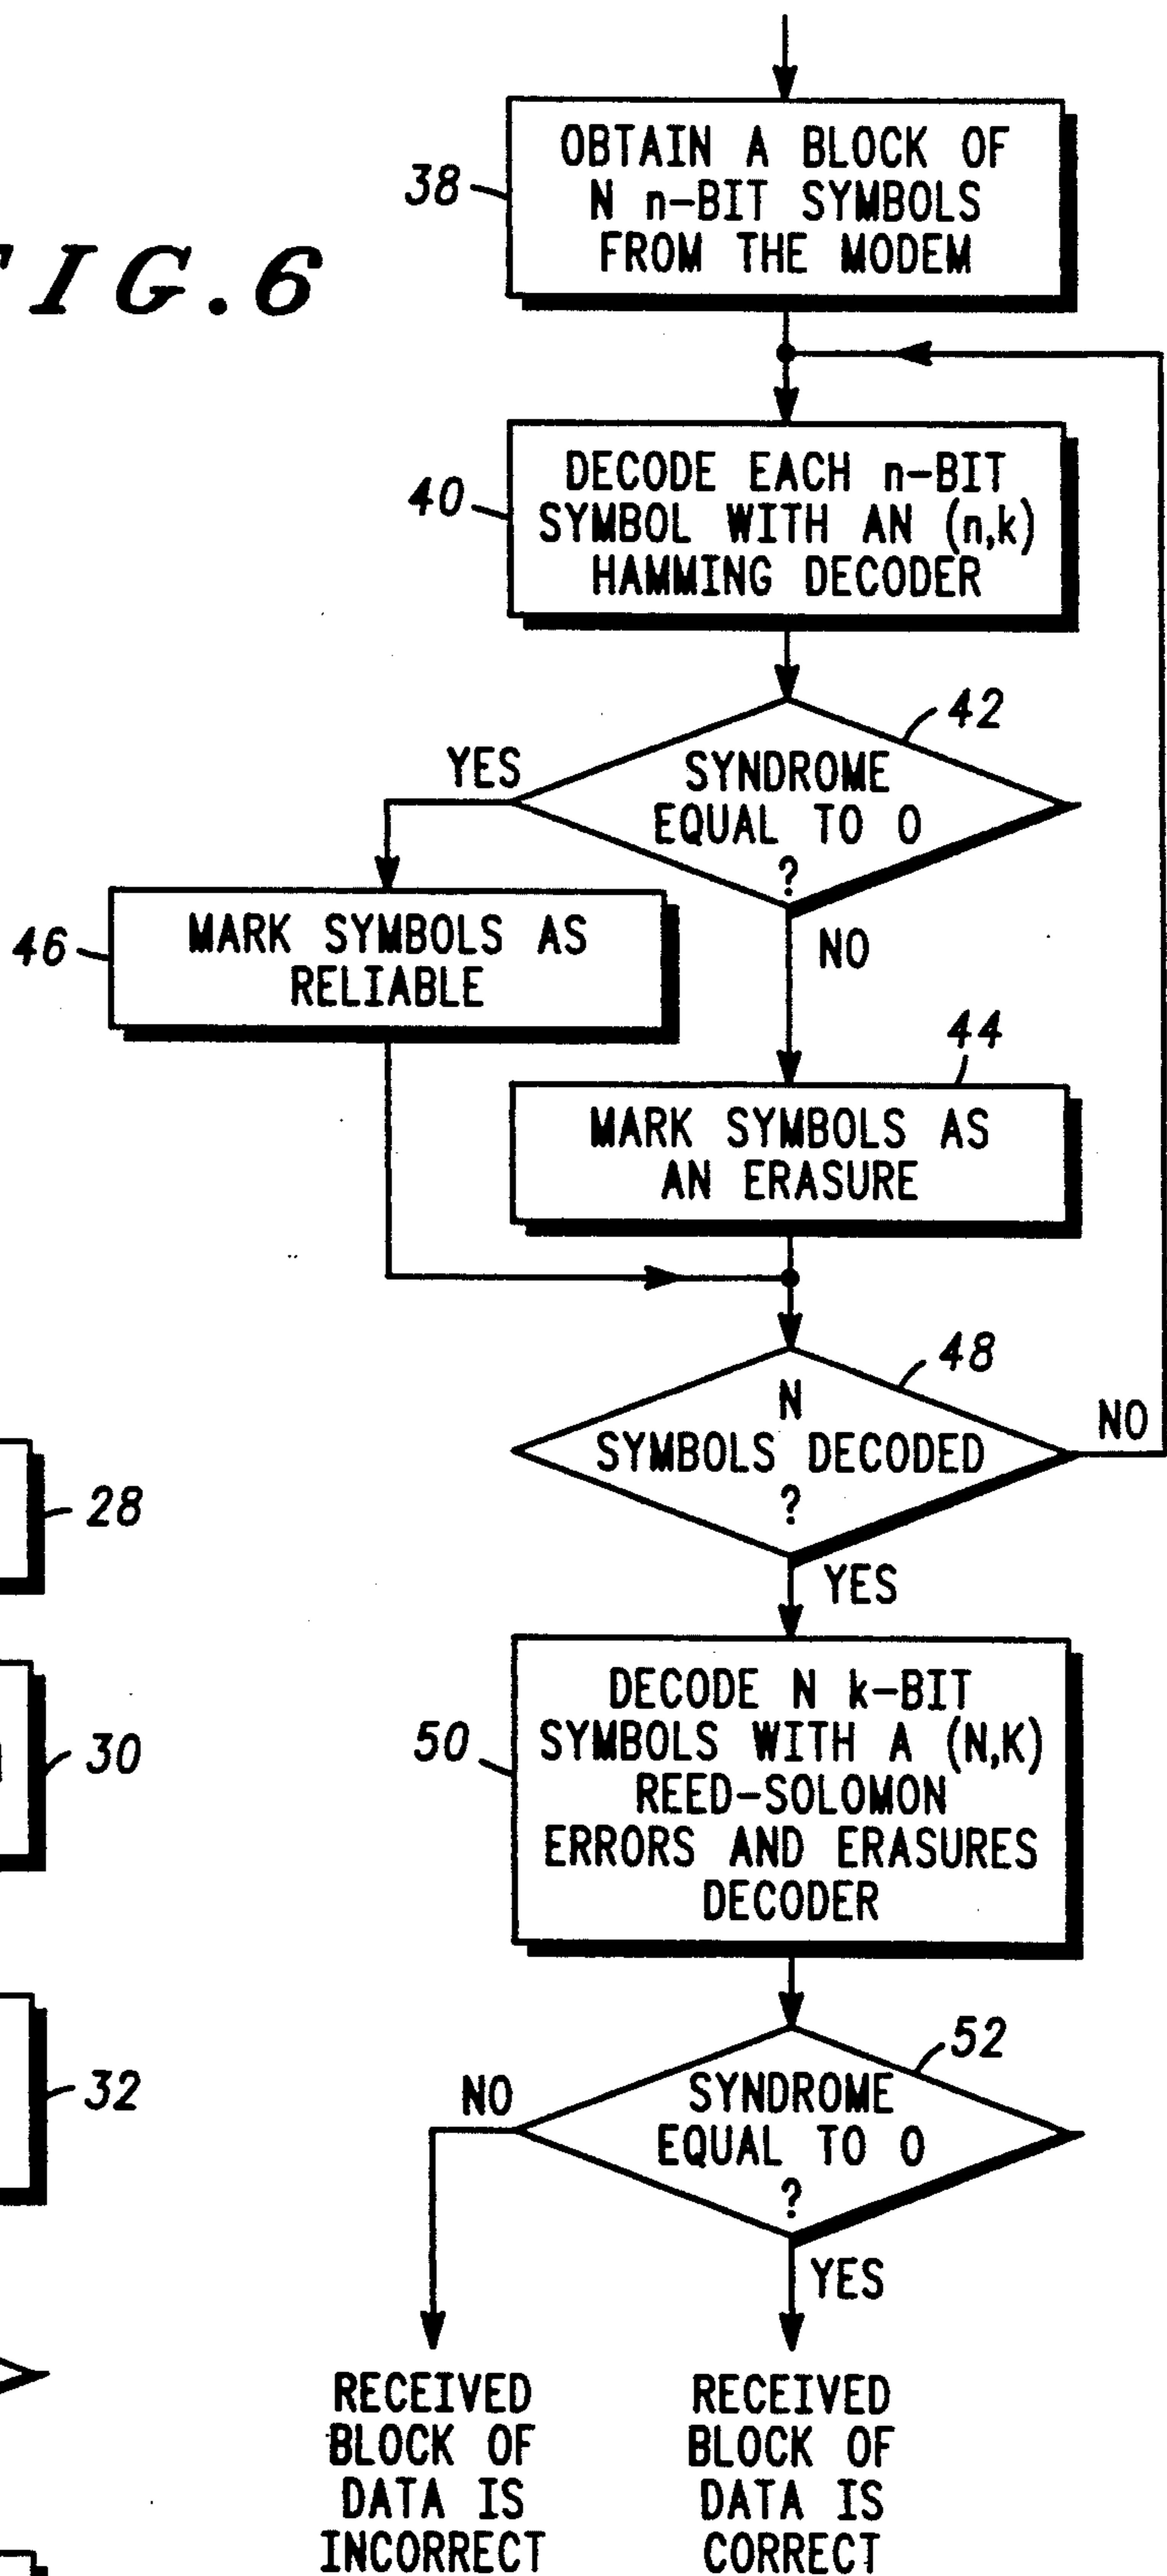 FIG.6
OBTAIN A BLOCK OF
N n-BIT SYMBOLS
FROM THE MODEM
38
DECODE EACH n-BIT
SYMBOL WITH AN (n,k)
HAMMING DECODER
40
42
SYNDROME
EQUAL TO 0
?
YES
NO
46
MARK SYMBOLS AS
RELIABLE
44
MARK SYMBOLS AS
AN ERASURE
48
N
SYMBOLS DECODED
?
NO
YES
28
30
32
50
DECODE N k-BIT
SYMBOLS WITH A (N,K)
REED-SOLOMON
ERRORS AND ERASURES
DECODER
52
SYNDROME
EQUAL TO 0
?
NO
YES
RECEIVED
BLOCK OF
DATA IS
INCORRECT
RECEIVED
BLOCK OF
DATA IS
CORRECT